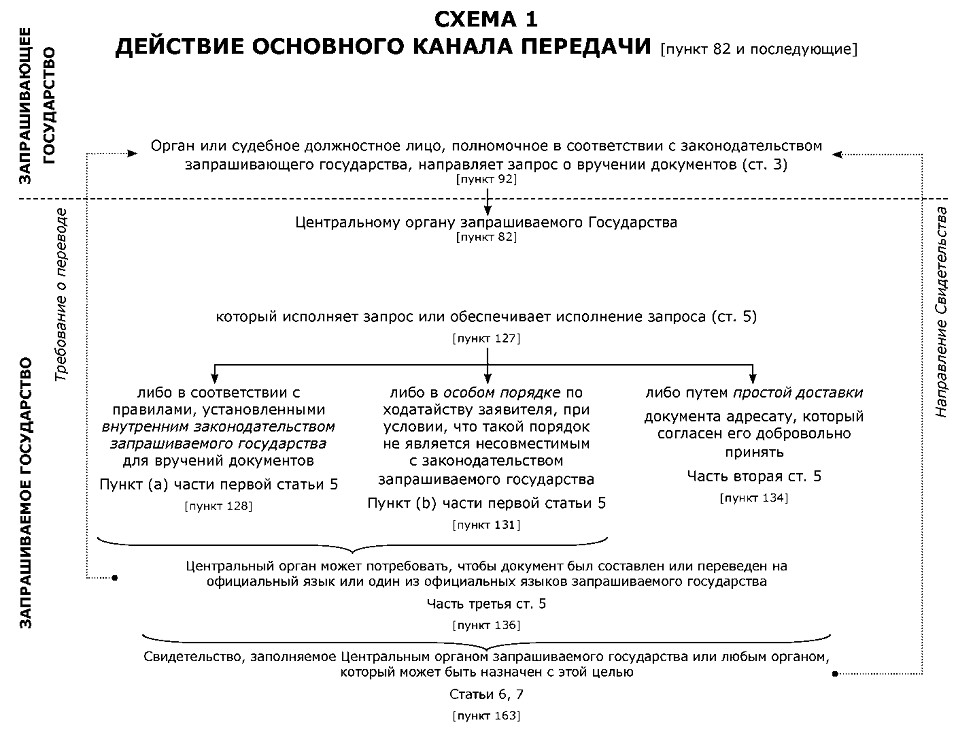 СХЕМА 1
ДЕЙСТВИЕ ОСНОВНОГО КАНАЛА ПЕРЕДАЧИ [пункт 82 и последующие]
ЗАПРАШИВАЮЩЕЕ
ГОСУДАРСТВО
Орган или судебное должностное лицо, полномочное в соответствии с законодательством
запрашивающего государства, направляет запрос о вручении документов (ст. 3)
[пункт 92]
Центральному органу запрашиваемого Государства
[пункт 82]
Требование о переводе
Направление Свидетельства
ЗАПРАШИВАЕМОЕ ГОСУДАРСТВО
который исполняет запрос или обеспечивает исполнение запроса (ст. 5)
[пункт 127]
либо в соответствии с
правилами, установленными
внутренним законодательством
запрашиваемого государства
для вручений документов
Пункт (a) части первой статьи 5
[пункт 128]
либо в особом порядке по
ходатайству заявителя, при
условии, что такой порядок
не является несовместимым
с законодательством
запрашиваемого государства
Пункт (b) части первой статьи 5
[пункт 131]
либо путем простой доставки
документа адресату, который
согласен его добровольно
принять
Часть вторая ст. 5
[пункт 134]
Центральный орган может потребовать, чтобы документ был составлен или переведен на
официальный язык или один из официальных языков запрашиваемого государства
Часть третья ст. 5
[пункт 136]
Свидетельство, заполняемое Центральным органом запрашиваемого государства или любым органом,
который может быть назначен с этой целью
Статьи 6, 7
[пункт 163]